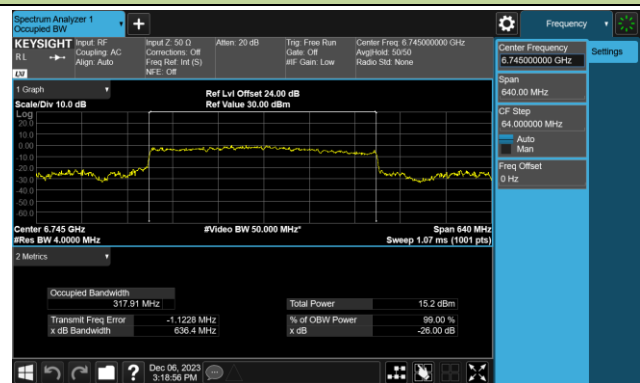 Spectrum Analyzer 1
Occupied BW
Frequency
KEYSIGHT
RL
Input: RF
Coupling: AC
Align: Auto
Input Z: 50 Ω
Corrections: Off
Freq Ref: Int (S)
NFE: Off
Atten: 20 dB
Trig: Free Run
Gate: Off
#IF Gain: Low
Center Freq: 6.745000000 GHz
Avg|Hold: 50/50
Radio Std: None
LXI
Center Frequency
6.745000000 GHz
Settings
Span
640.00 MHz
CF Step
64.000000 MHz
Auto
Man
Freq Offset
0 Hz
1 Graph
Scale/Div 10.0 dB
Ref Lvl Offset 24.00 dB
Ref Value 30.00 dBm
Log
20.0
10.0
0.00
-10.0
-20.0
-30.0
-40.0
-50.0
-60.0
Center 6.745 GHz
#Res BW 4.0000 MHz
#Video BW 50.000 MHz*
Span 640 MHz
Sweep 1.07 ms (1001 pts)
2 Metrics
Occupied Bandwidth
317.91 MHz
Transmit Freq Error -1.1228 MHz
x dB Bandwidth 636.4 MHz
Total Power 15.2 dBm
% of OBW Power 99.00 %
x dB -26.00 dB
?
Dec 06, 2023
3:18:56 PM